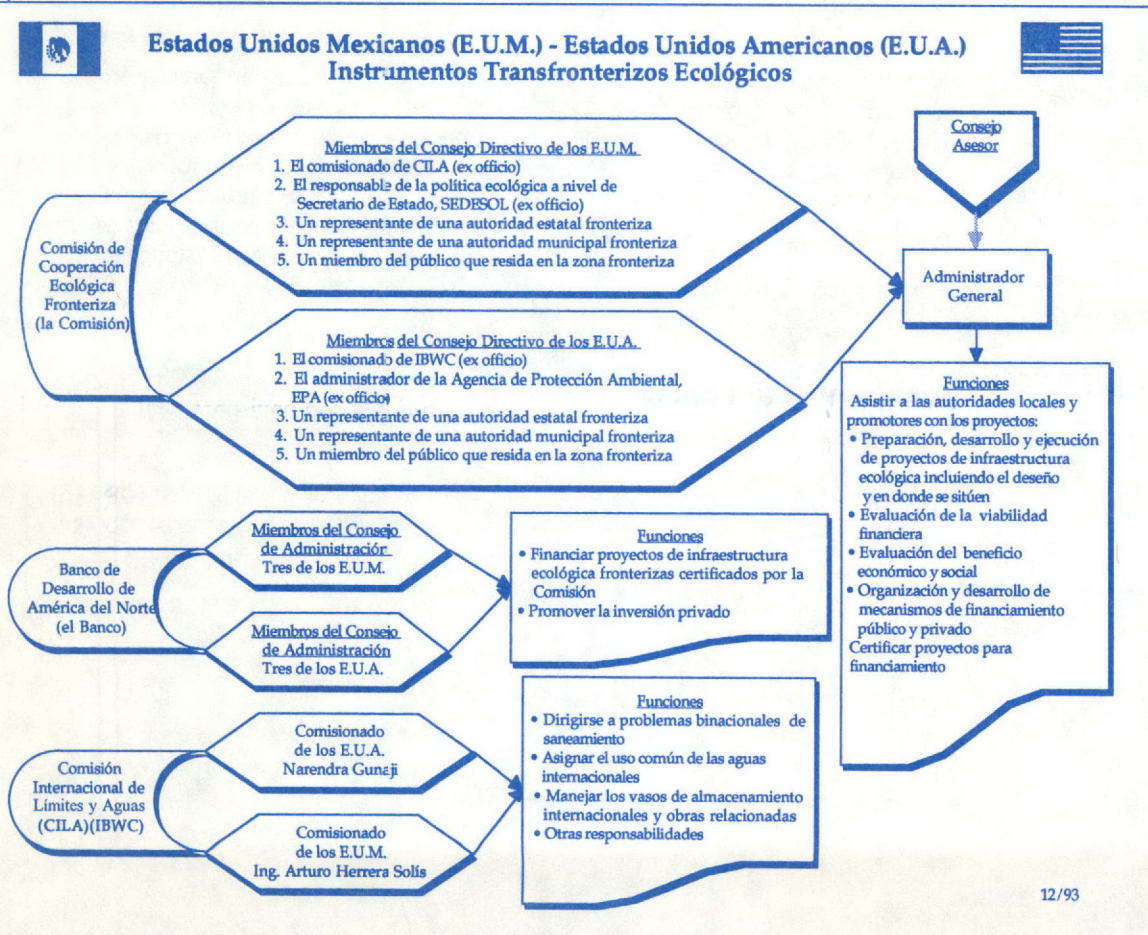 Estados Unidos Mexicanos (E.U.M.) - Estados Unidos Americanos (E.U.A.)
Instrumentos Transfronterizos Ecológicos
Comisión de
Cooperación
Ecológica
Fronteriza
(la Comisión)
Miembros del Consejo Directivo de los E.U.M.
1. El comisionado de CILA (ex officio)
2. El responsable de la política ecológica a nivel de
Secretario de Estado, SEDESOL (ex officio)
3. Un representante de una autoridad estatal fronteriza
4. Un representante de una autoridad municipal fronteriza
5. Un miembro del público que resida en la zona fronteriza
Miembros del Consejo Directivo de los E.U.A.
1. El comisionado de IBWC (ex officio)
2. El administrador de la Agencia de Protección Ambiental,
EPA (ex officio)
3. Un representante de una autoridad estatal fronteriza
4. Un representante de una autoridad municipal fronteriza
5. Un miembro del público que resida en la zona fronteriza
Consejo
Asesor
Administrador
General
Funciones
Asistir a las autoridades locales y
promotores con los proyectos:
• Preparación, desarrollo y ejecución
de proyectos de infraestructura
ecológica incluiendo el deseño
y en donde se sitúen
• Evaluación de la viabilidad
financiera
• Evaluación del beneficio
económico y social
• Organización y desarrollo de
mecanismos de financiamiento
público y privado
Certificar proyectos para
financiamiento
Banco de
Desarrollo de
América del Norte
(el Banco)
Miembros del Consejo
de Administración
Tres de los E.U.M.
Miembros del Consejo
de Administración
Tres de los E.U.A.
Funciones
• Financiar proyectos de infraestructura
ecológica fronterizas certificados por la
Comisión
• Promover la inversión privado
Comisión
Internacional de
Límites y Aguas
(CILA)(IBWC)
Comisionado
de los E.U.A.
Narendra Gunaji
Comisionado
de los E.U.M.
Ing. Arturo Herrera Solís
Funciones
• Dirigirse a problemas binacionales de
saneamiento
• Asignar el uso común de las aguas
internacionales
• Manejar los vasos de almacenamiento
internacionales y obras relacionadas
• Otras responsabilidades
12/93